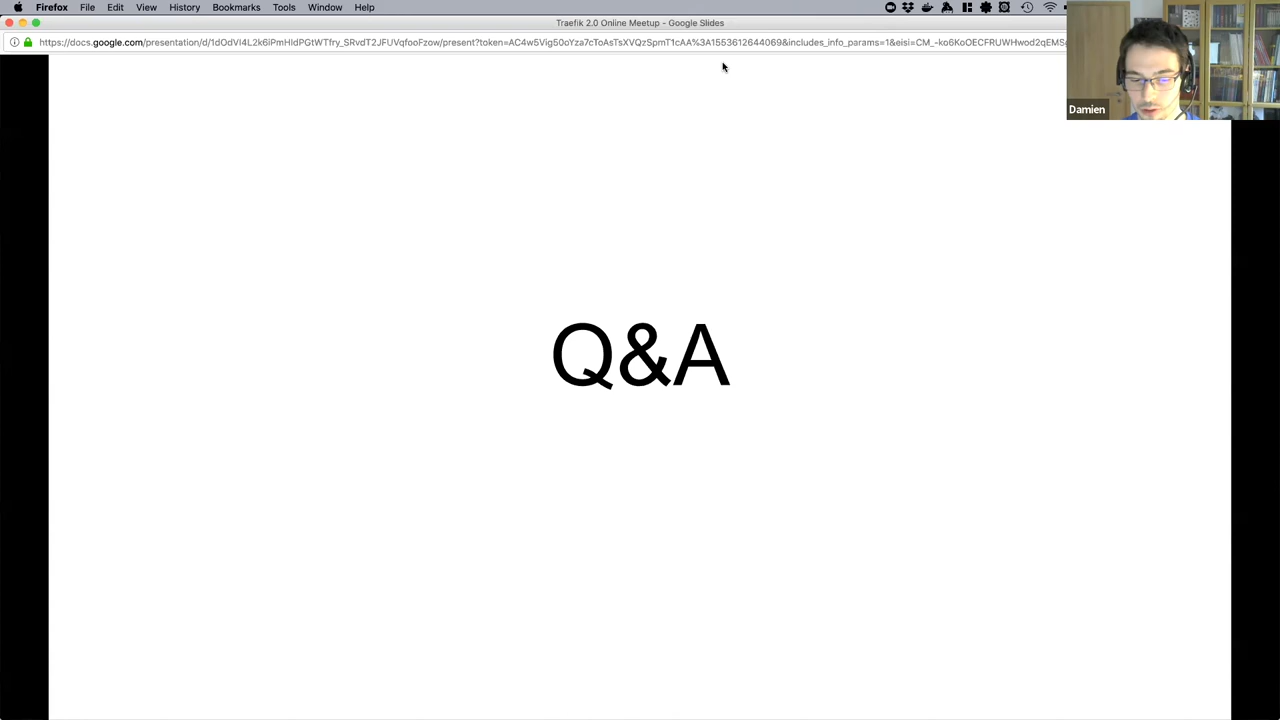 Firefox File Edit View History Bookmarks Tools Window Help
Traefik 2.0 Online Meetup - Google Slides
Damien
Q&A